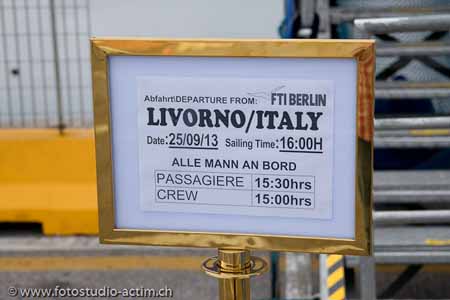 Abfahrt\DEPARTURE FROM: FTI BERLIN
LIVORNO/ITALY
Date:25/09/13 Sailing Time:16:00H
ALLE MANN AN BORD
PASSAGIERE 15:30hrs
CREW 15:00hrs
© www.fotostudio-actim.ch